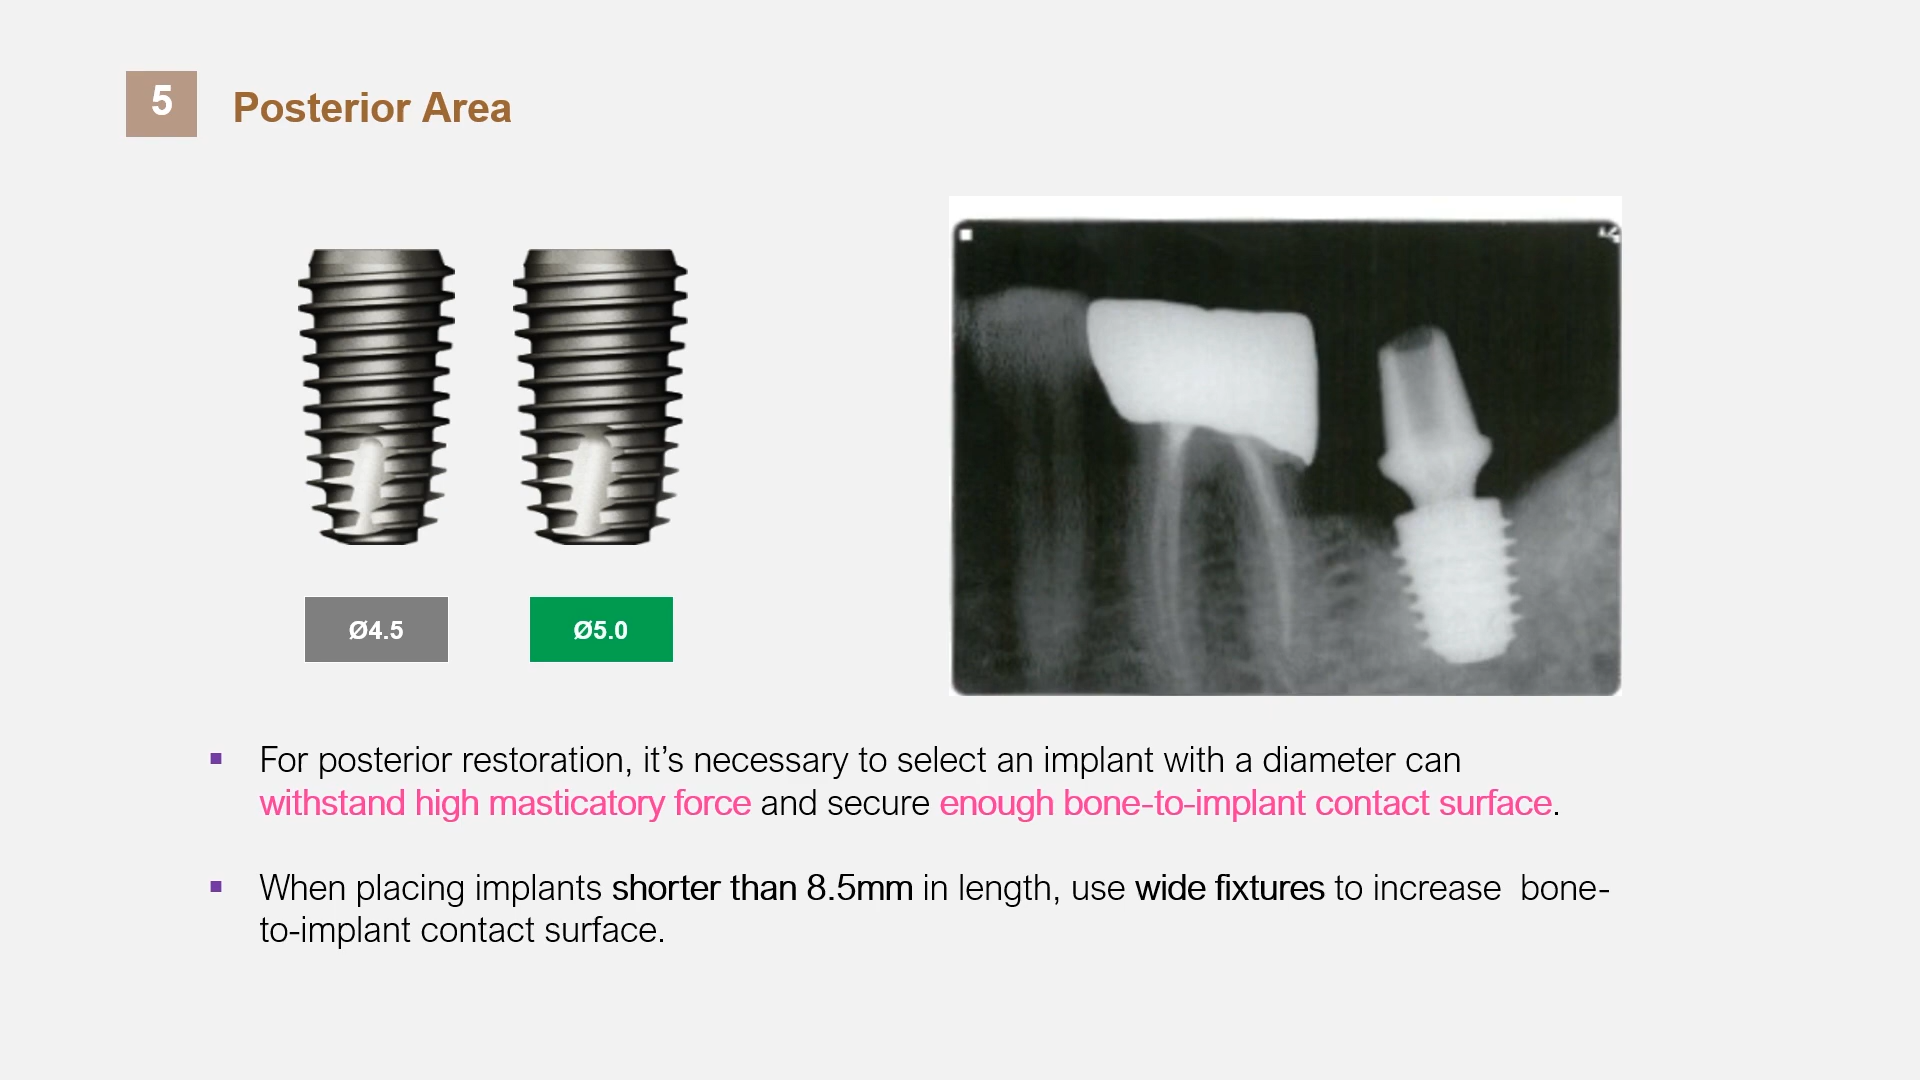 5
Posterior Area
Ø4.5
Ø5.0
▪ For posterior restoration, it’s necessary to select an implant with a diameter can
withstand high masticatory force and secure enough bone-to-implant contact surface.
▪ When placing implants shorter than 8.5mm in length, use wide fixtures to increase  bone-
to-implant contact surface.